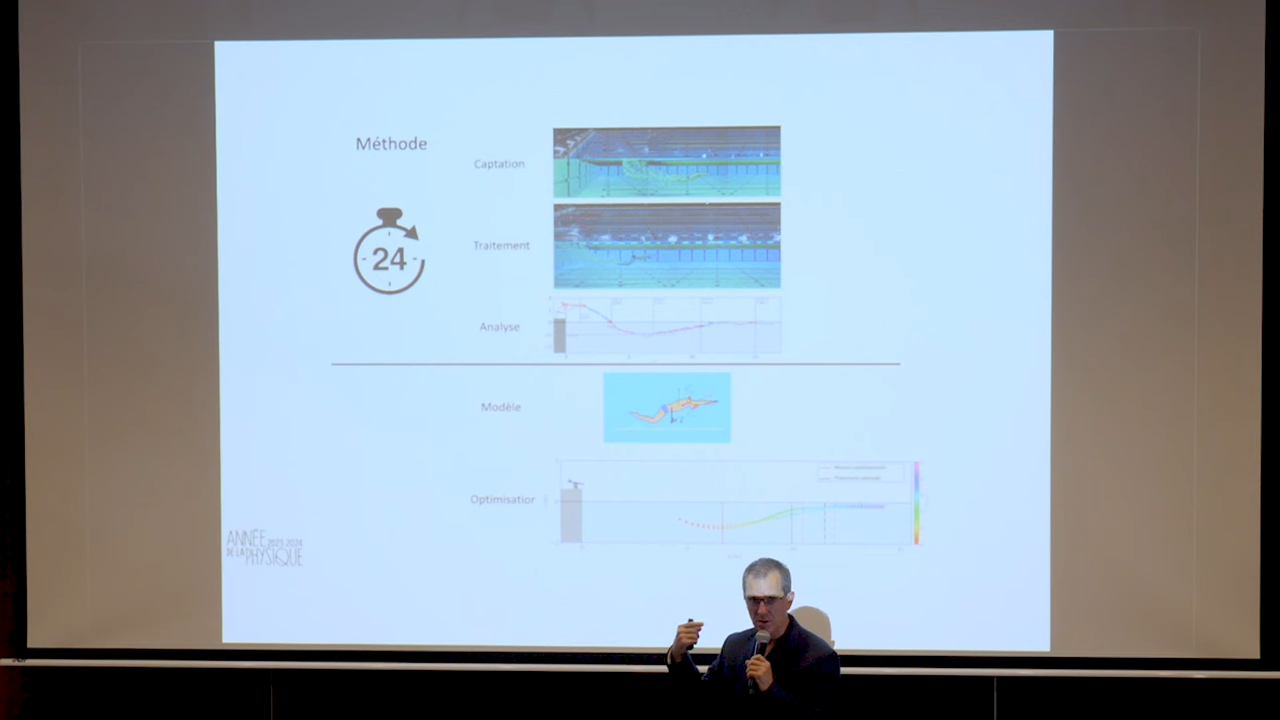 Méthode
Captation
24
Traitement
Analyse
Modèle
Optimisation
ANNÉE 2023-2024
DE LA PHYSIQUE